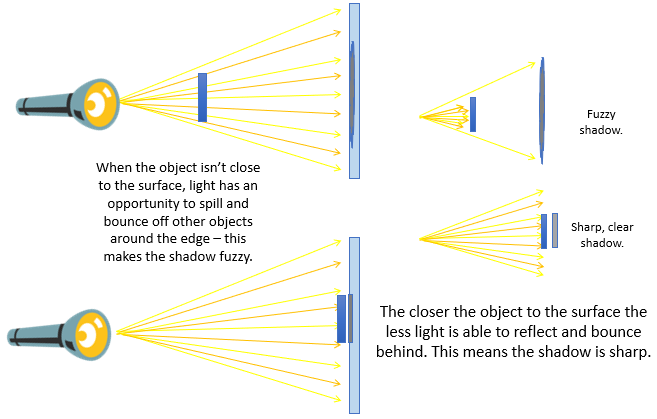 Fuzzy
shadow.
When the object isn’t close
to the surface, light has an
opportunity to spill and
bounce off other objects
around the edge – this
makes the shadow fuzzy.
Sharp, clear
shadow.
The closer the object to the surface the
less light is able to reflect and bounce
behind. This means the shadow is sharp.